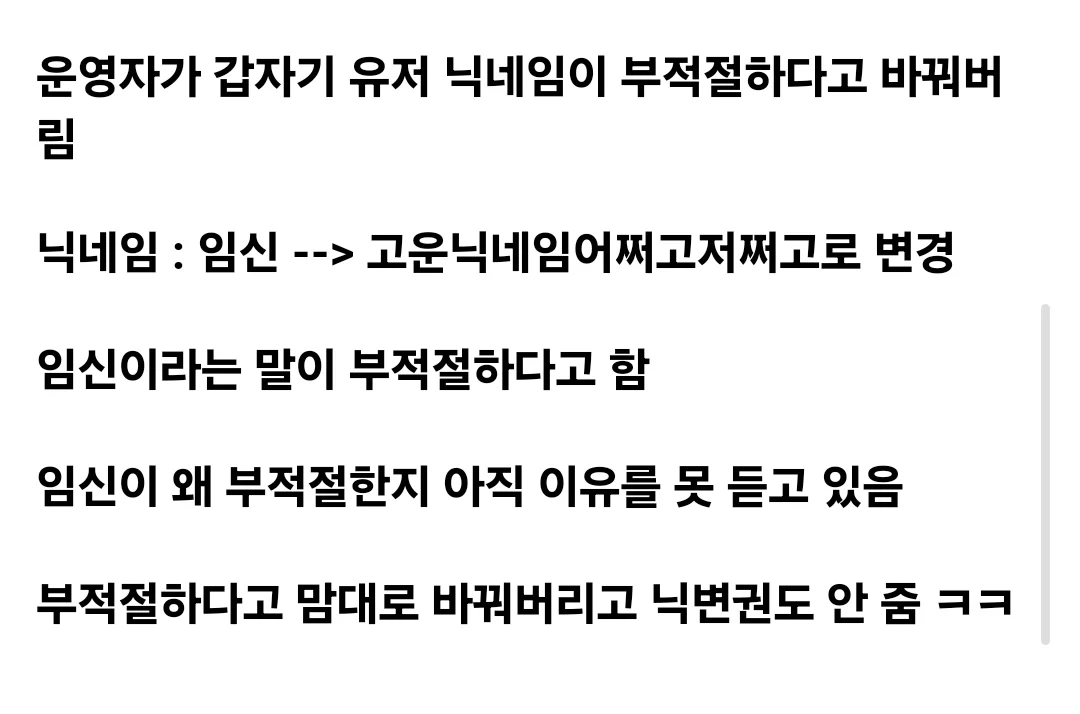 운영자가 갑자기 유저 닉네임이 부적절하다고 바꿔버
림
닉네임 : 임신 --> 고운닉네임어쩌고저쩌고로 변경
임신이라는 말이 부적절하다고 함
임신이 왜 부적절한지 아직 이유를 못 듣고 있음
부적절하다고 맘대로 바꿔버리고 닉변권도 안 줌 ㅋㅋ